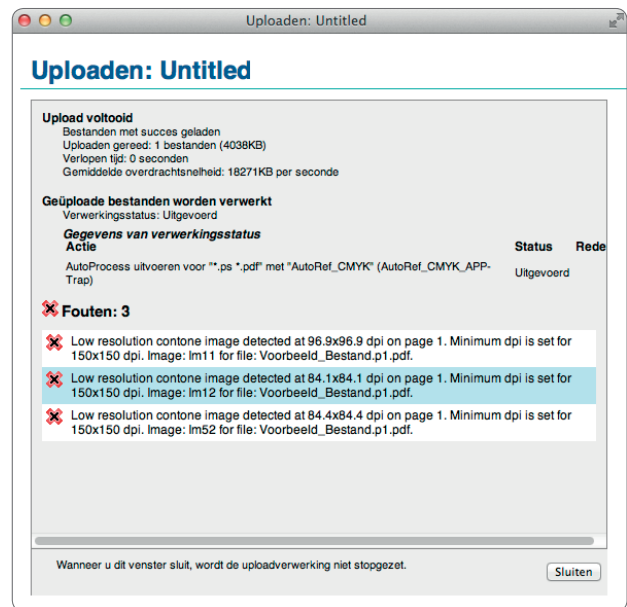 Uploaden: Untitled
Uploaden: Untitled
Upload voltooid
Bestanden met succes geladen
Uploaden gereed: 1 bestanden (4038KB)
Verlopen tijd: 0 seconden
Gemiddelde overdrachtsnelheid: 18271KB per seconde
Geüploade bestanden worden verwerkt
Verwerkingsstatus: Uitgevoerd
Gegevens van verwerkingsstatus
Actie Status Rede
AutoProcess uitvoeren voor "*.ps *.pdf" met "AutoRef_CMYK" (AutoRef_CMYK_APP-
Trap) Uitgevoerd
Fouten: 3
Low resolution contone image detected at 96.9x96.9 dpi on page 1. Minimum dpi is set for
150x150 dpi. Image: Im11 for file: Voorbeeld_Bestand.p1.pdf.
Low resolution contone image detected at 84.1x84.1 dpi on page 1. Minimum dpi is set for
150x150 dpi. Image: Im12 for file: Voorbeeld_Bestand.p1.pdf.
Low resolution contone image detected at 84.4x84.4 dpi on page 1. Minimum dpi is set for
150x150 dpi. Image: Im52 for file: Voorbeeld_Bestand.p1.pdf.
Wanneer u dit venster sluit, wordt de uploadverwerking niet stopgezet.
Sluiten